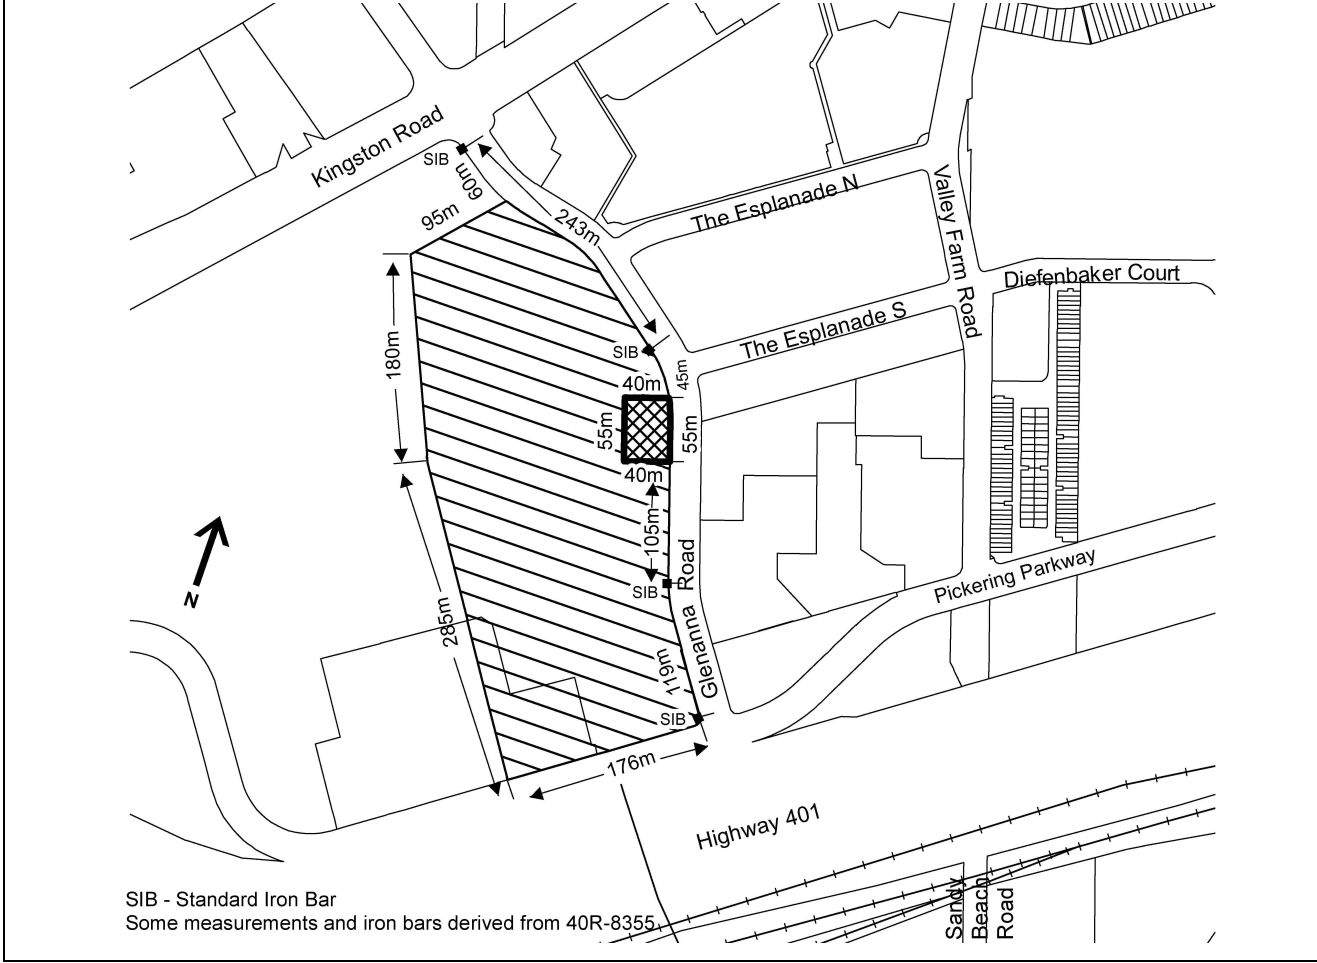 Kingston Road
SIB
60m
95m
243m
The Esplanade N
Valley Farm Road
Diefenbaker Court
The Esplanade S
180m
SIB
45m
40m
55m
55m
40m
105m
Glenanna Road
SIB
Pickering Parkway
N
285m
119m
SIB
176m
Highway 401
Sandy
Beach
Road
SIB - Standard Iron Bar
Some measurements and iron bars derived from 40R-8355